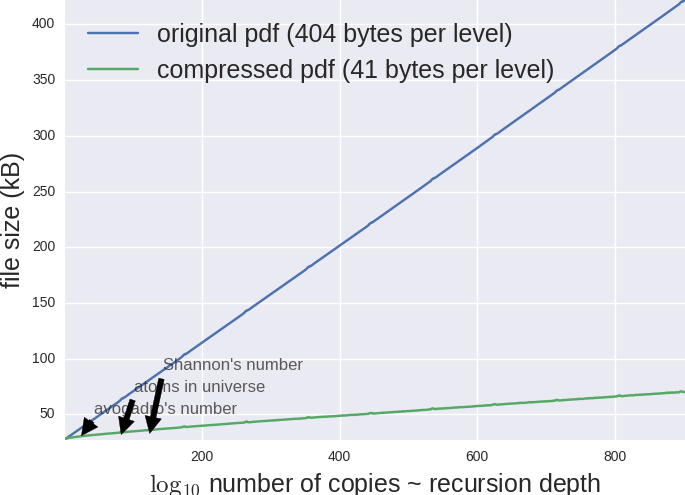 original pdf (404 bytes per level)
compressed pdf (41 bytes per level)
file size (kB)
400
350
300
250
200
150
100
50
Shannon's number
atoms in universe
avogadro's number
200
400
600
800
log10 number of copies ~ recursion depth